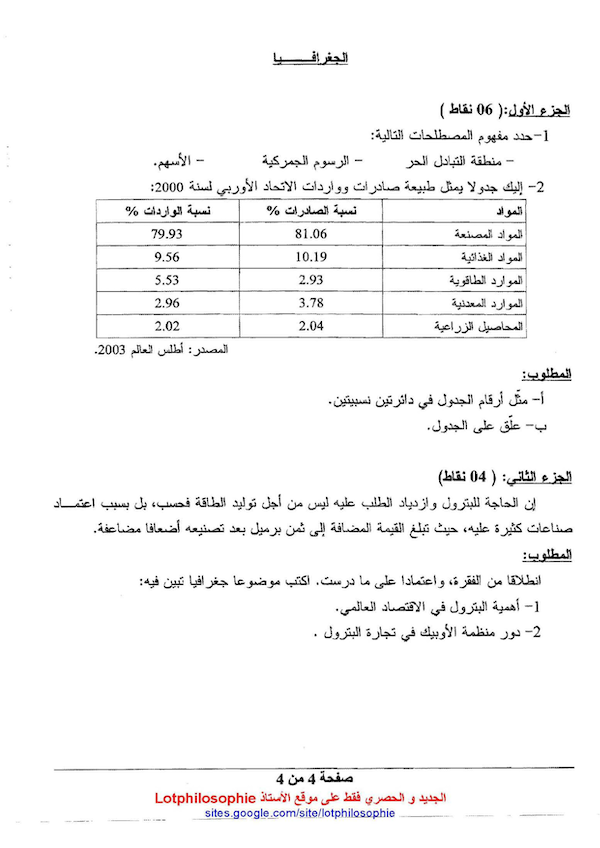 الجغرافـــــيا
الجزء الأول:( 06 نقاط )
1-حدد مفهوم المصطلحات التالية:
- منطقة التبادل الحر - الرسوم الجمركية - الأسهم.
2- إليك جدولا يمثل طبيعة صادرات وواردات الاتحاد الأوربي لسنة 2000:
المواد نسبة الصادرات % نسبة الواردات %
المواد المصنعة 81.06 79.93
المواد الغذائية 10.19 9.56
الموارد الطاقوية 2.93 5.53
الموارد المعدنية 3.78 2.96
المحاصيل الزراعية 2.04 2.02
المصدر: أطلس العالم 2003.
المطلوب:
أ- مثّل أرقام الجدول في دائرتين نسبيتين.
ب- علّق على الجدول.
الجزء الثاني: ( 04 نقاط)
إن الحاجة للبترول وازدياد الطلب عليه ليس من أجل توليد الطاقة فحسب، بل بسبب اعتمـــاد
صناعات كثيرة عليه، حيث تبلغ القيمة المضافة إلى ثمن برميل بعد تصنيعه أضعافا مضاعفة.
المطلوب:
انطلاقا من الفقرة، واعتمادا على ما درست. اكتب موضوعا جغرافيا تبين فيه:
1- أهمية البترول في الاقتصاد العالمي.
2- دور منظمة الأوبيك في تجارة البترول .
صفحة 4 من 4
الجديد و الحصري فقط على موقع الأستاذ Lotphilosophie
sites.google.com/site/lotphilosophie